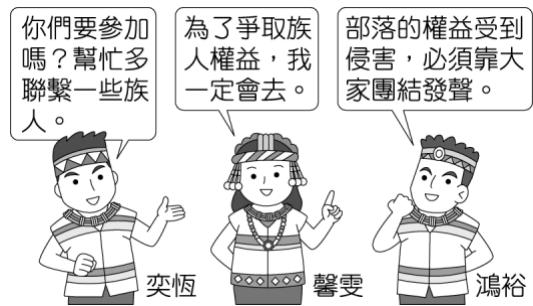 你們要參加
嗎？幫忙多
聯繫一些族
人。
為了爭取族
人權益，我
一定會去。
部落的權益受到
侵害，必須靠大
家團結發聲。
奕恆
馨雯
鴻裕